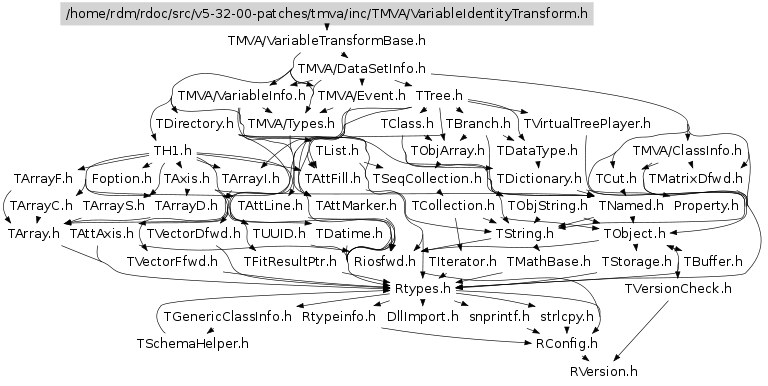 /home/rdm/rdoc/src/v5-32-00-patches/tmva/inc/TMVA/VariableIdentityTransform.h
TMVA/VariableTransformBase.h
TMVA/DataSetInfo.h
TMVA/VariableInfo.h TMVA/Event.h TTree.h
TDirectory.h TMVA/Types.h TClass.h TBranch.h TVirtualTreePlayer.h
TH1.h TList.h TObjArray.h TDataType.h TMVA/ClassInfo.h
TArrayF.h Foption.h TAxis.h TArrayI.h TAttFill.h TSeqCollection.h TDictionary.h TCut.h TMatrixDfwd.h
TArrayC.h TArrayS.h TArrayD.h TAttLine.h TAttMarker.h TCollection.h TObjString.h TNamed.h Property.h
TArray.h TAttAxis.h TVectorDfwd.h TUUID.h TDatime.h TString.h TObject.h
TVectorFfwd.h TFitResultPtr.h Riosfwd.h TIterator.h TMathBase.h TStorage.h TBuffer.h
Rtypes.h TVersionCheck.h
TGenericClassInfo.h Rtypeinfo.h DllImport.h snprintf.h strlcpy.h
TSchemaHelper.h RConfig.h
RVersion.h